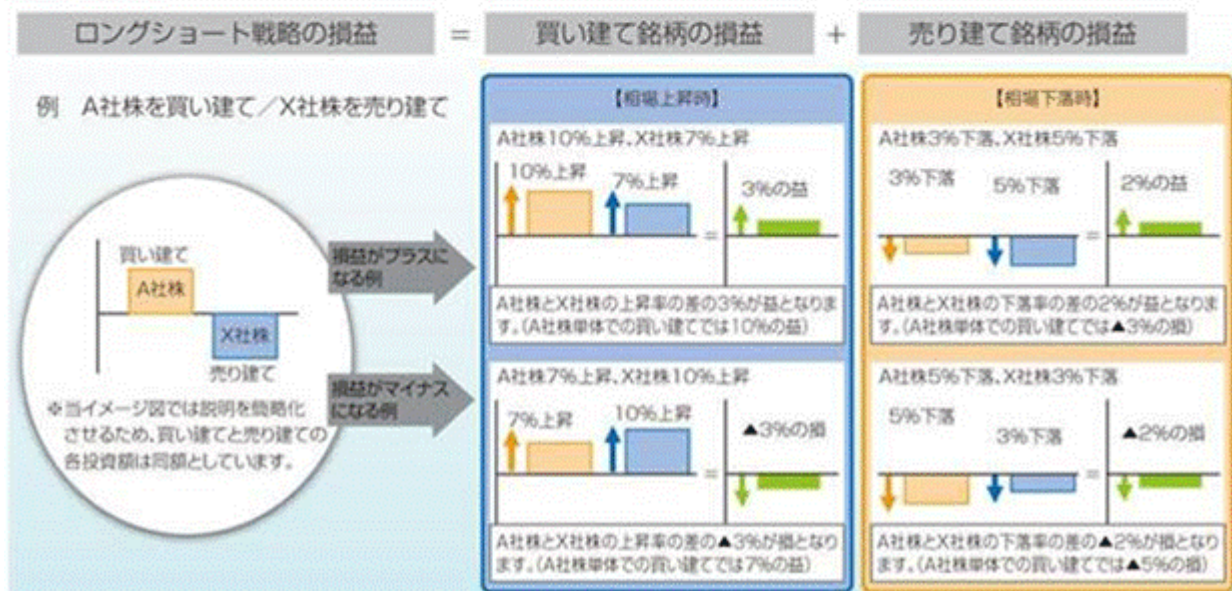 ロングショート戦略の損益 = 買い建て銘柄の損益 + 売り建て銘柄の損益
例 A社株を買い建て／X社株を売り建て
買い建て
A社株
X社株
売り建て
※当イメージ図では説明を簡略化
させるため、買い建てと売り建ての
各投資額は同額としています。
損益がプラスに
なる例
損益がマイナス
になる例
【相場上昇時】
A社株10%上昇、X社株7%上昇
10%上昇
7%上昇
3%の益
=
A社株とX社株の上昇率の差の3%が益となりま
す。(A社株単体での買い建てでは10%の益)
A社株7%上昇、X社株10%上昇
7%上昇
10%上昇
▲3%の損
=
A社株とX社株の上昇率の差の▲3%が損となり
ます。(A社株単体での買い建てでは7%の益)
【相場下落時】
A社株3%下落、X社株5%下落
3%下落
5%下落
2%の益
=
A社株とX社株の下落率の差の2%が益となりま
す。(A社株単体での買い建てでは▲3%の損)
A社株5%下落、X社株3%下落
5%下落
3%下落
▲2%の損
=
A社株とX社株の下落率の差の▲2%が損となり
ます。(A社株単体での買い建てでは▲5%の損)